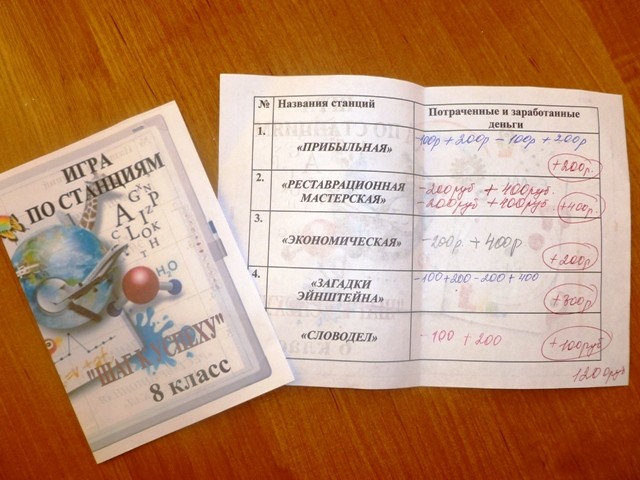 ИГРА
ПО СТАНЦИЯМ
A
H₂O
"ШАГ К УСПЕХУ"
8 класс
№ Названия станций Потраченные и заработанные
деньги
1. -100р + 200р - 100р + 200р
«ПРИБЫЛЬНАЯ»
+200р.
2. «РЕСТАВРАЦИОННАЯ -200руб + 400руб.
МАСТЕРСКАЯ» -200руб + 400руб. +400р.
3.
«ЭКОНОМИЧЕСКАЯ» -200р + 400р
+200р
4. «ЗАГАДКИ -100+200-200+400
ЭЙНШТЕЙНА» +300р
«СЛОВОДЕЛ» -100 + 200 +100руб
1200руб